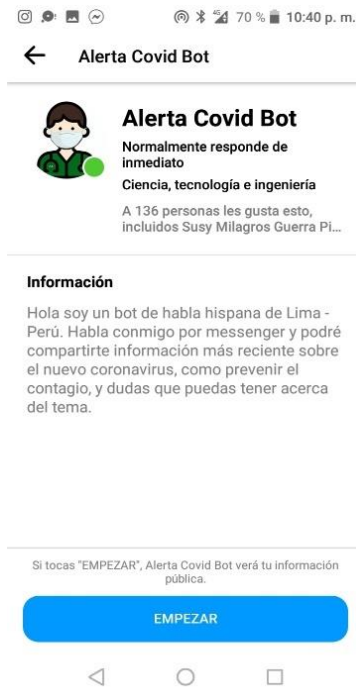 70 % 10:40 p. m.
Alerta Covid Bot
Alerta Covid Bot
Normalmente responde de
inmediato
Ciencia, tecnología e ingeniería
A 136 personas les gusta esto,
incluidos Susy Milagros Guerra Pi...
Información
Hola soy un bot de habla hispana de Lima -
Perú. Habla conmigo por messenger y podré
compartirte información más reciente sobre
el nuevo coronavirus, como prevenir el
contagio, y dudas que puedas tener acerca
del tema.
Si tocas "EMPEZAR", Alerta Covid Bot verá tu información
pública.
EMPEZAR